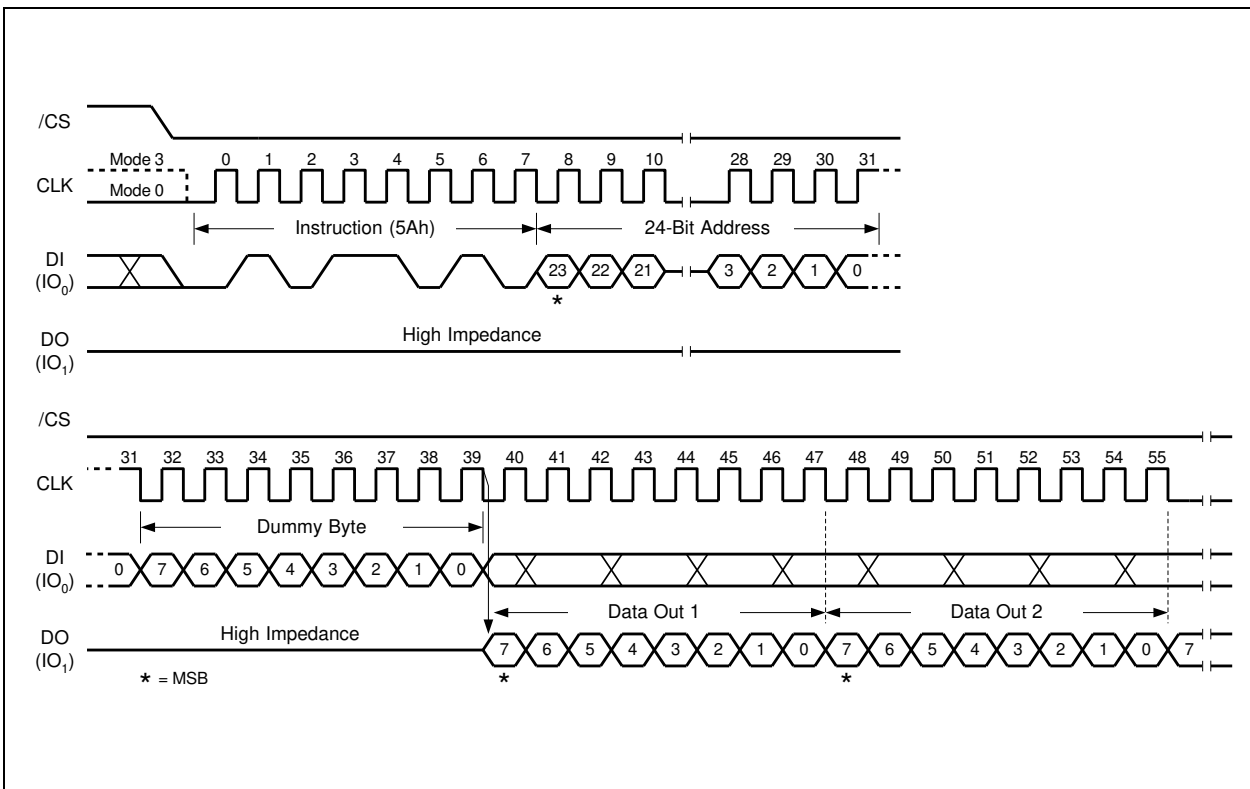 /CS
Mode 3 0 1 2 3 4 5 6 7 8 9 10 28 29 30 31
CLK
Mode 0
Instruction (5Ah) 24-Bit Address
DI
(IO0)
23 22 21 3 2 1 0
*
High Impedance
DO
(IO1)
/CS
31 32 33 34 35 36 37 38 39 40 41 42 43 44 45 46 47 48 49 50 51 52 53 54 55
CLK
Dummy Byte
DI
(IO0)
0 7 6 5 4 3 2 1 0
Data Out 1 Data Out 2
High Impedance
DO
(IO1)
7 6 5 4 3 2 1 0 7 6 5 4 3 2 1 0 7
* = MSB * *